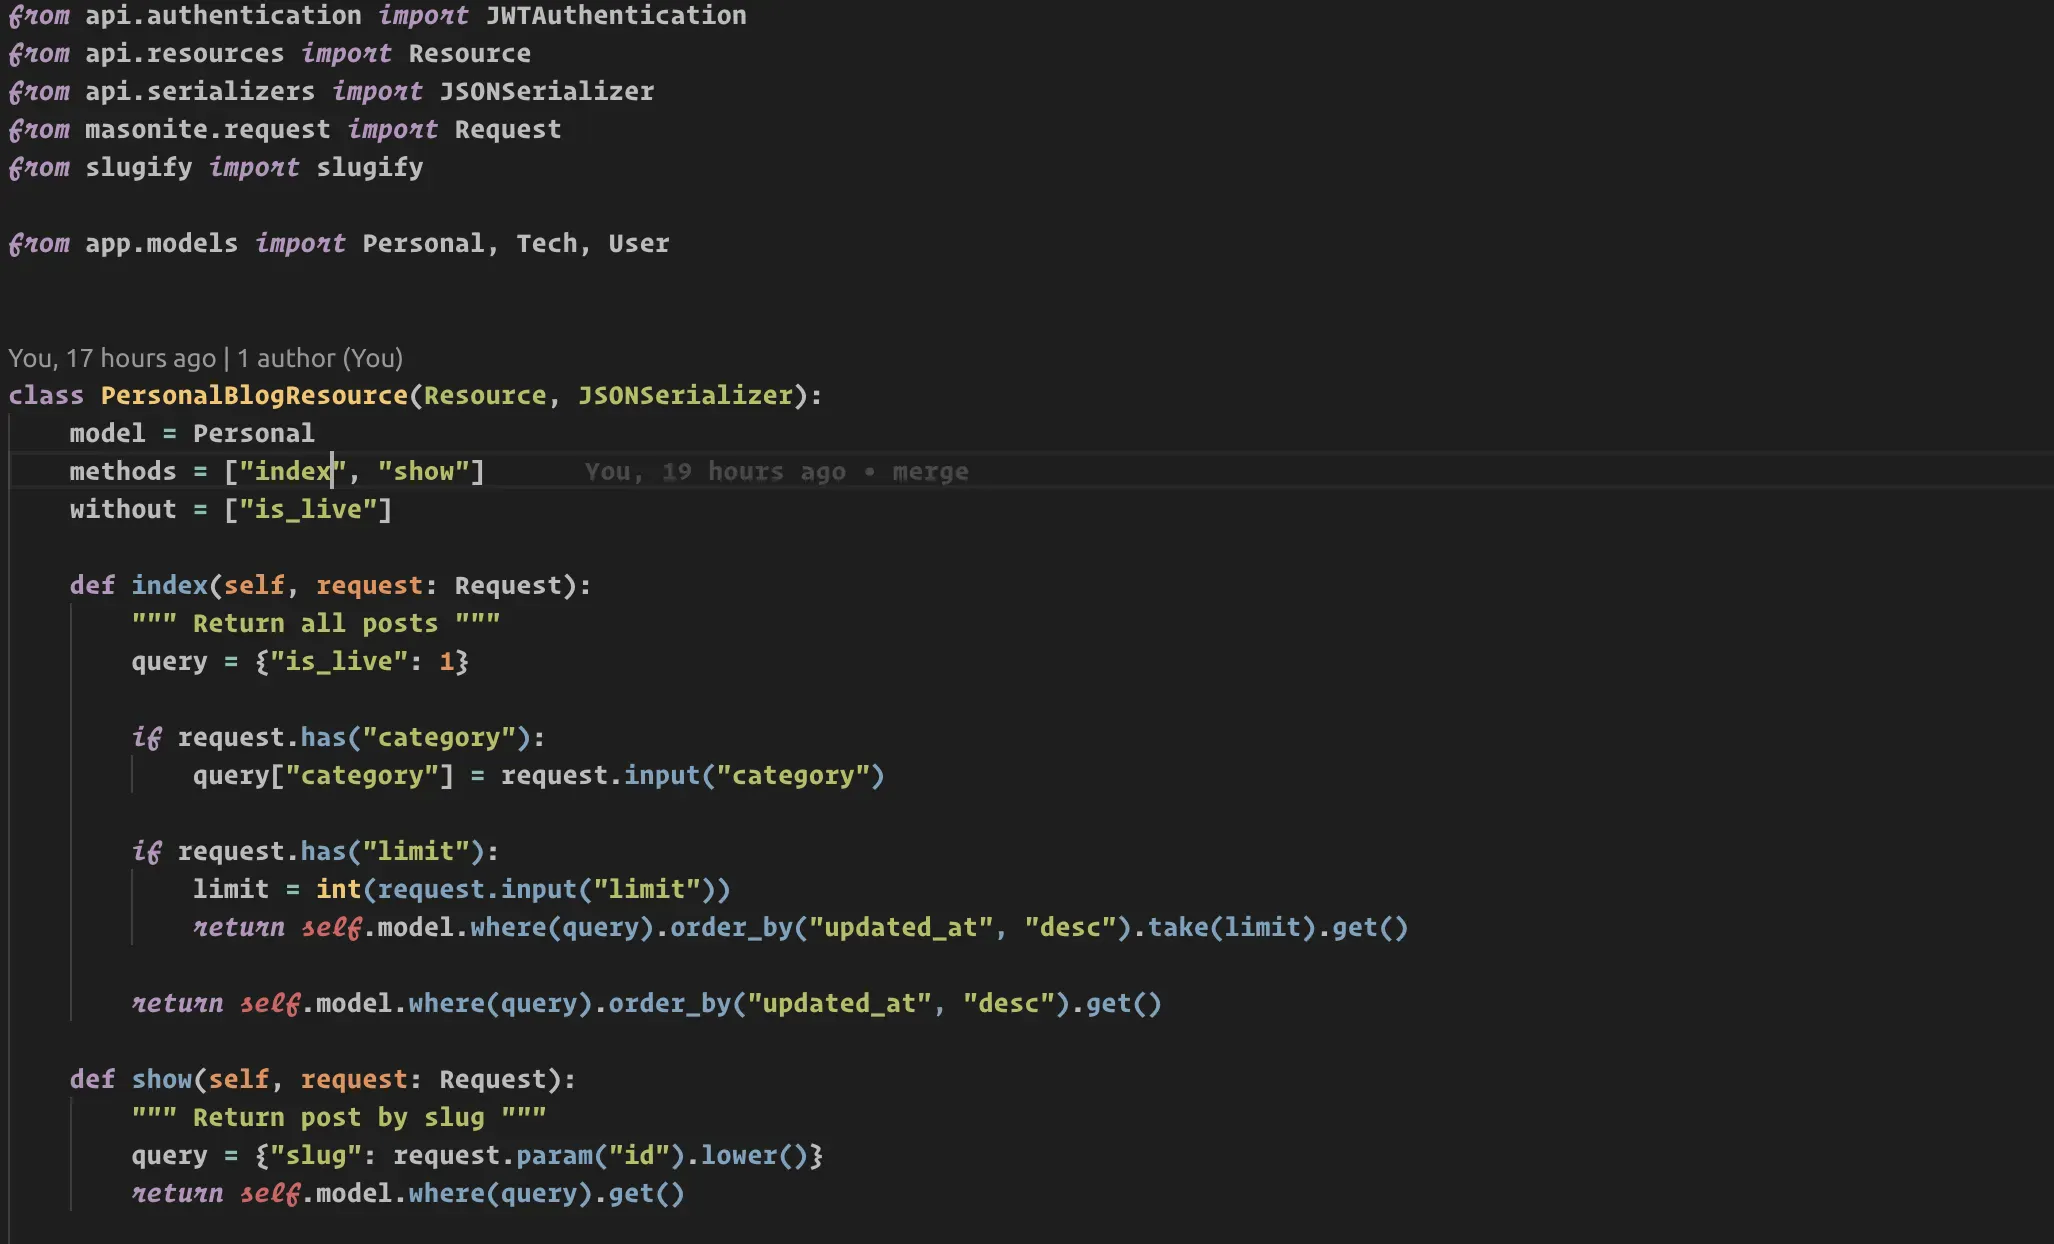 from api.authentication import JWTAuthentication
from api.resources import Resource
from api.serializers import JSONSerializer
from masonite.request import Request
from slugify import slugify

from app.models import Personal, Tech, User


You, 17 hours ago | 1 author (You)
class PersonalBlogResource(Resource, JSONSerializer):
    model = Personal
    methods = ["index", "show"]      You, 19 hours ago • merge
    without = ["is_live"]

    def index(self, request: Request):
        """ Return all posts """
        query = {"is_live": 1}

        if request.has("category"):
            query["category"] = request.input("category")

        if request.has("limit"):
            limit = int(request.input("limit"))
            return self.model.where(query).order_by("updated_at", "desc").take(limit).get()

        return self.model.where(query).order_by("updated_at", "desc").get()

    def show(self, request: Request):
        """ Return post by slug """
        query = {"slug": request.param("id").lower()}
        return self.model.where(query).get()